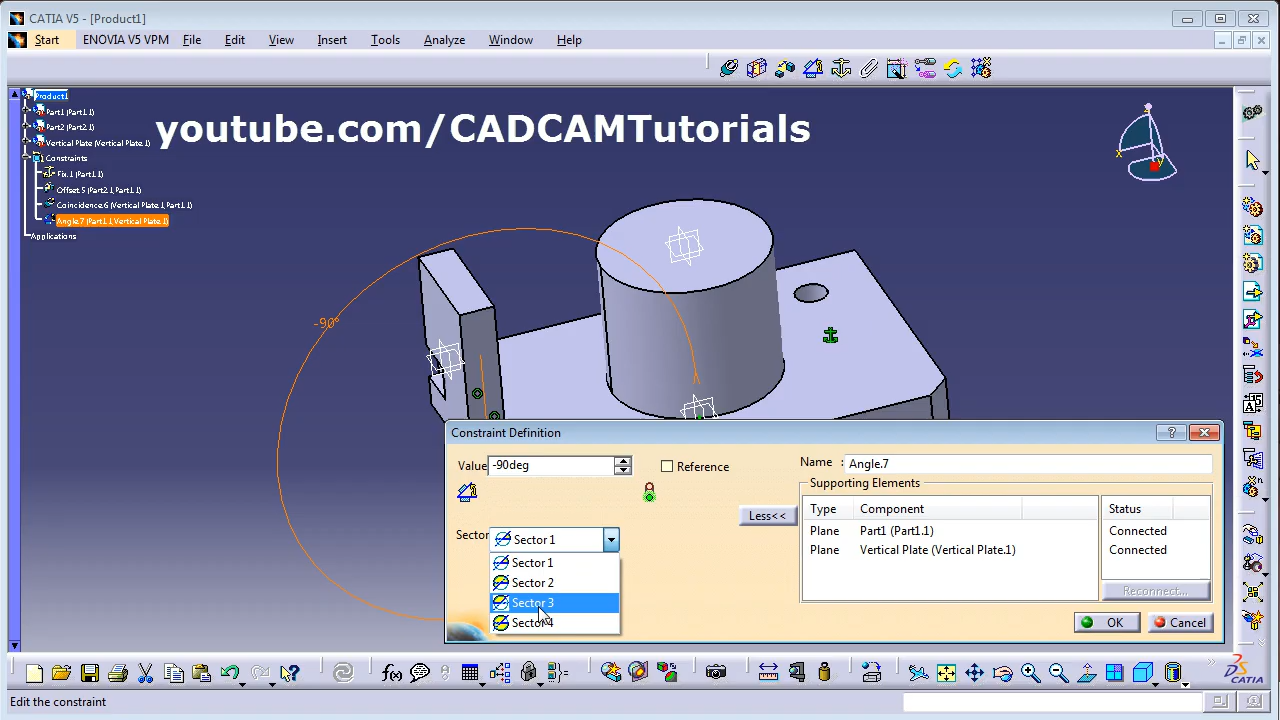 CATIA V5 - [Product1]
Start ENOVIA V5 VPM File Edit View Insert Tools Analyze Window Help
Product1
Part1 (Part1.1)
Part2 (Part2.1)
Vertical Plate (Vertical Plate.1)
Constraints
Fix.1 (Part1.1)
Offset.5 (Part2.1,Part1.1)
Coincidence.6 (Vertical Plate.1,Part1.1)
Angle.7 (Part1.1,Vertical Plate.1)
Applications
youtube.com/CADCAMTutorials
x
-90°
Constraint Definition
Value -90deg
Reference
Name : Angle.7
Supporting Elements
Type Component Status
Plane Part1 (Part1.1) Connected
Plane Vertical Plate (Vertical Plate.1) Connected
Less<<
Sector Sector 1
Sector 1
Sector 2
Sector 3
Sector 4
Reconnect...
OK Cancel
f(x)
CATIA
Edit the constraint